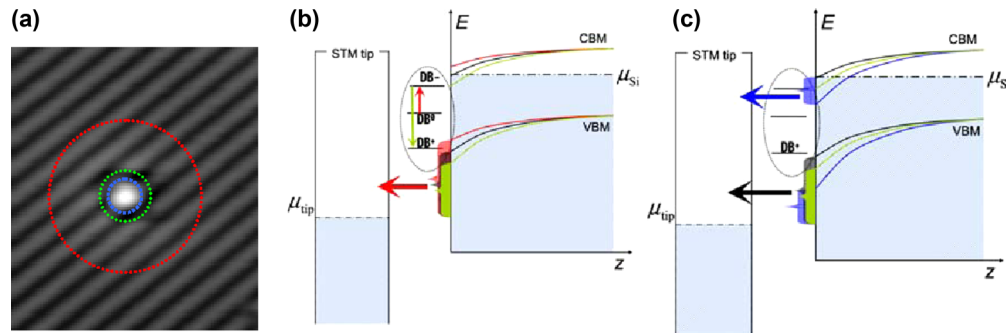 (a)
(b)
E
CBM
STM tip
DB−
μSi
DB⁰
DB⁺
VBM
μtip
z
(c)
E
CBM
STM tip
μS
DB⁺
VBM
μtip
z